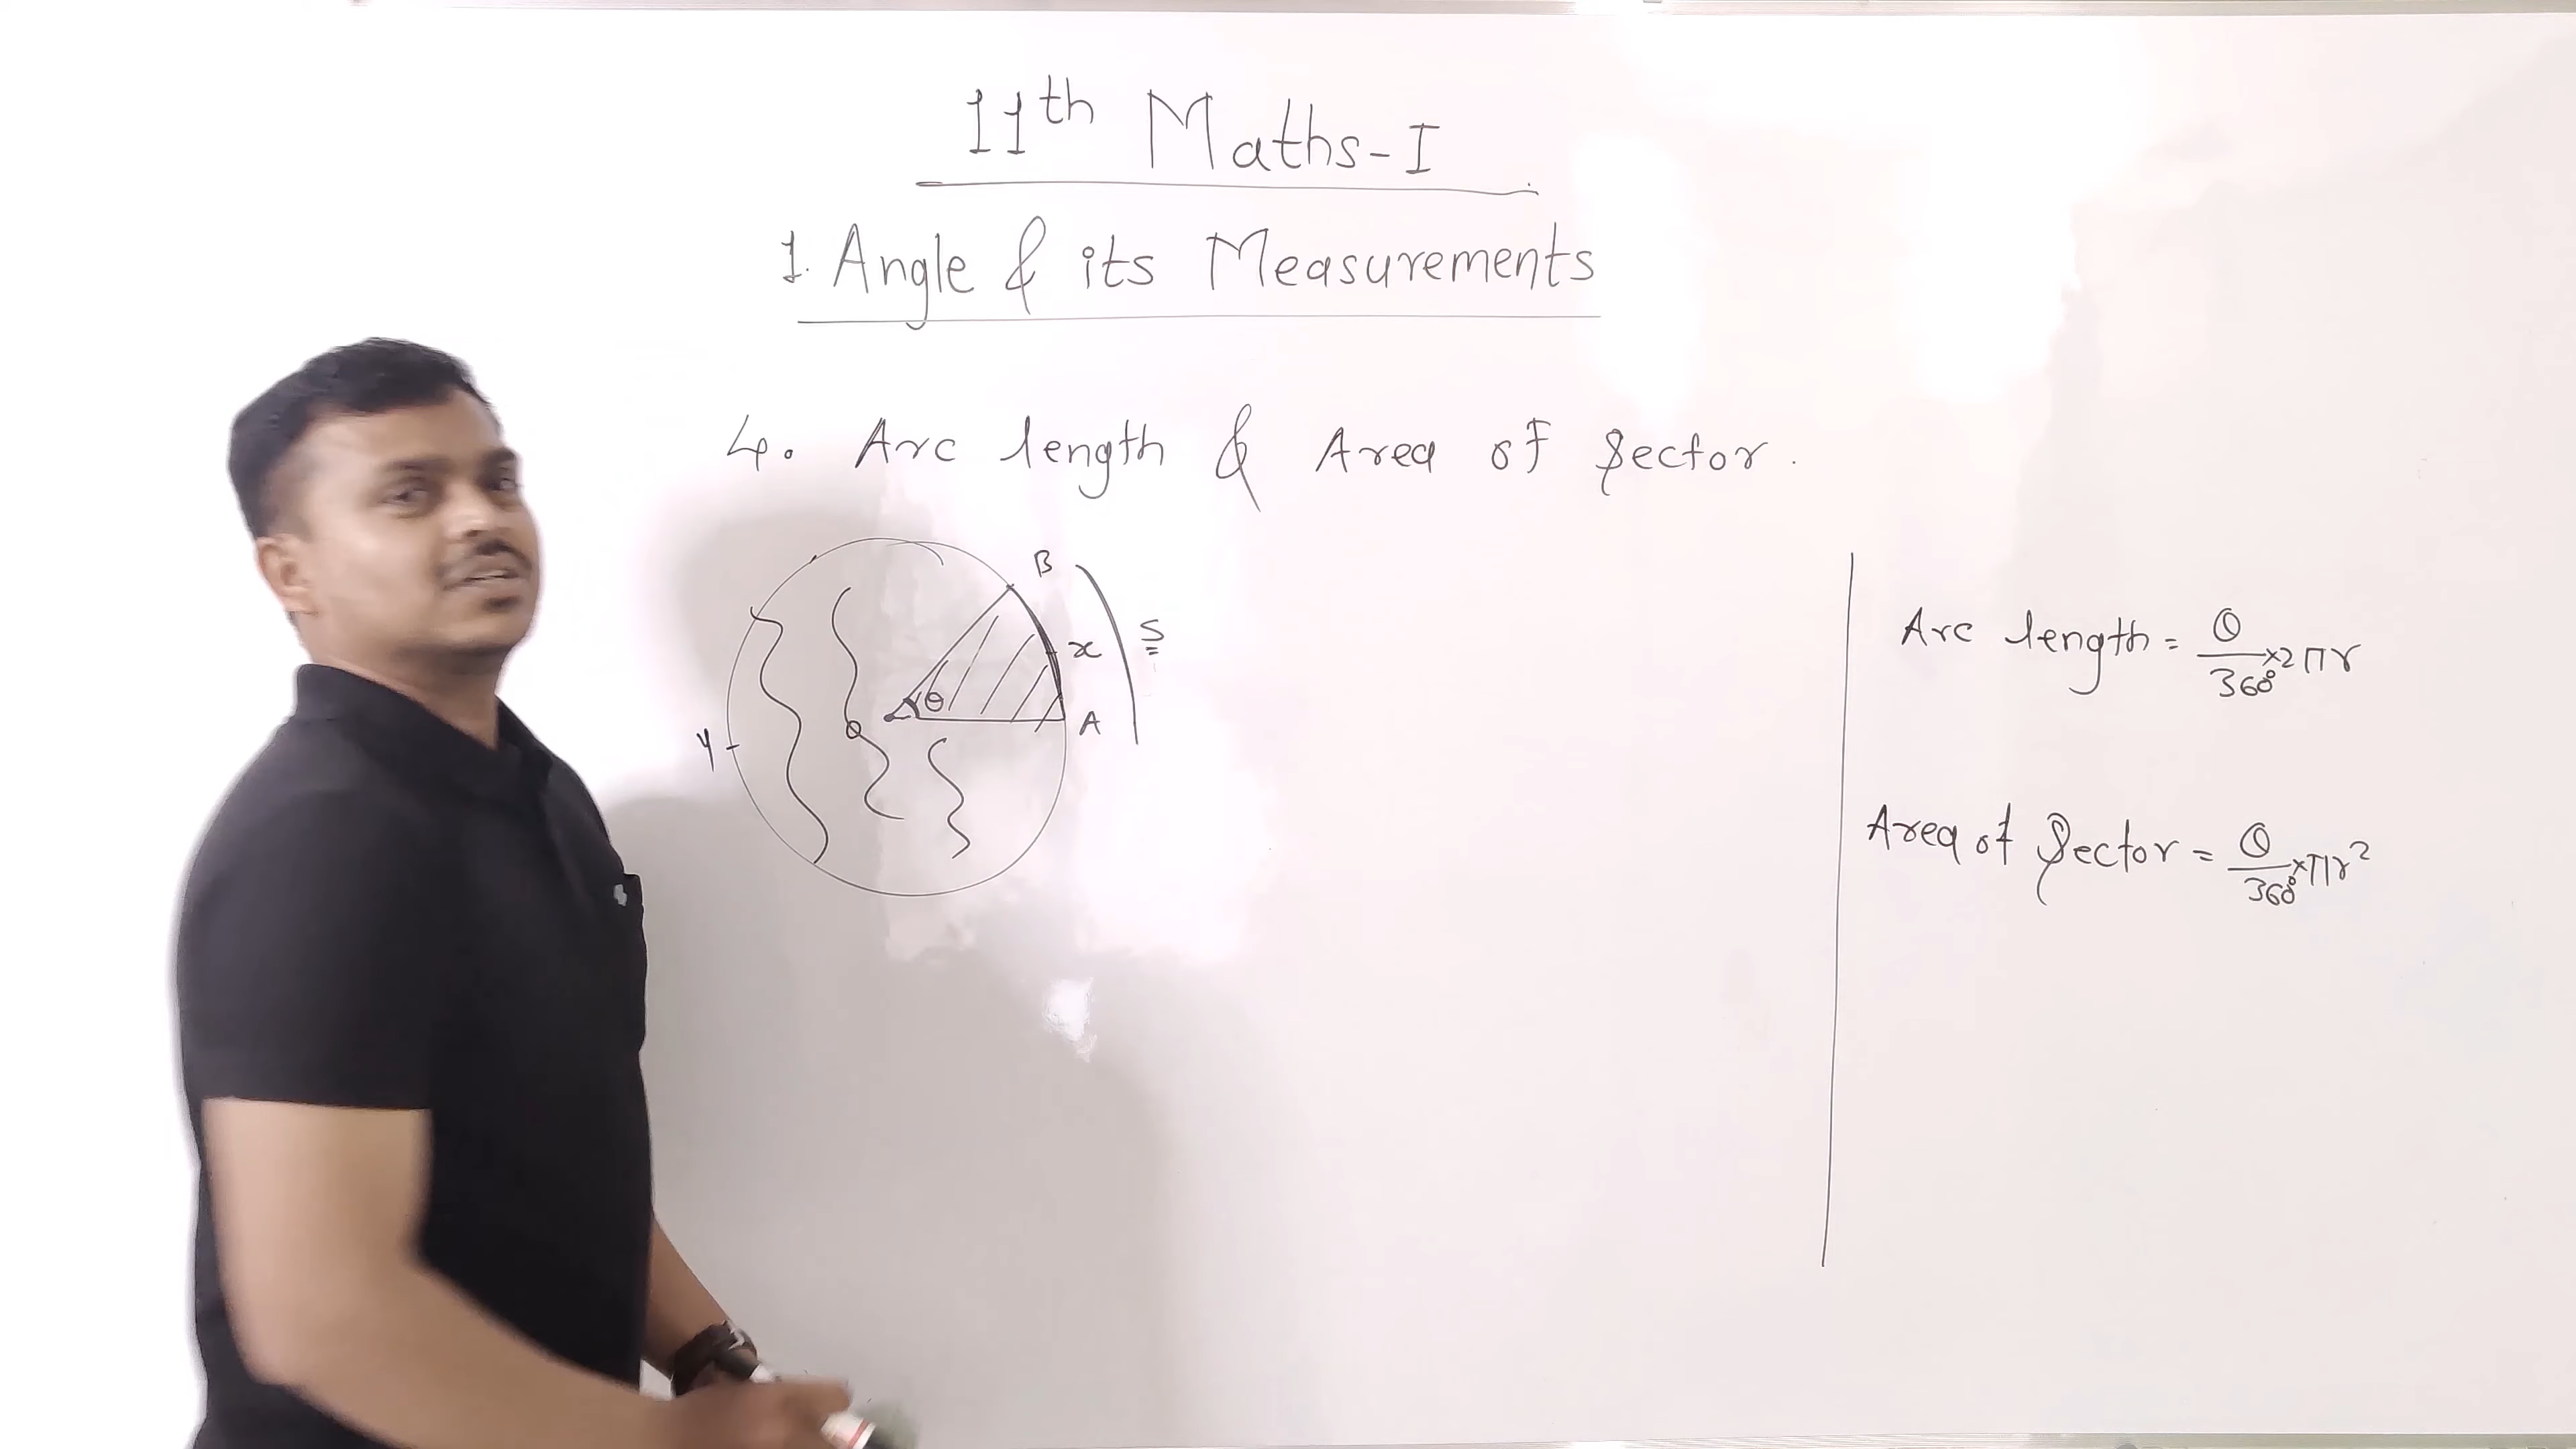 11th Maths-I
1. Angle & its Measurements
4. Arc length & Area of Sector.
B
S
x
θ
A
Y
Arc length = θ/360° ×2πr
Area of Sector = θ/360° ×πr²